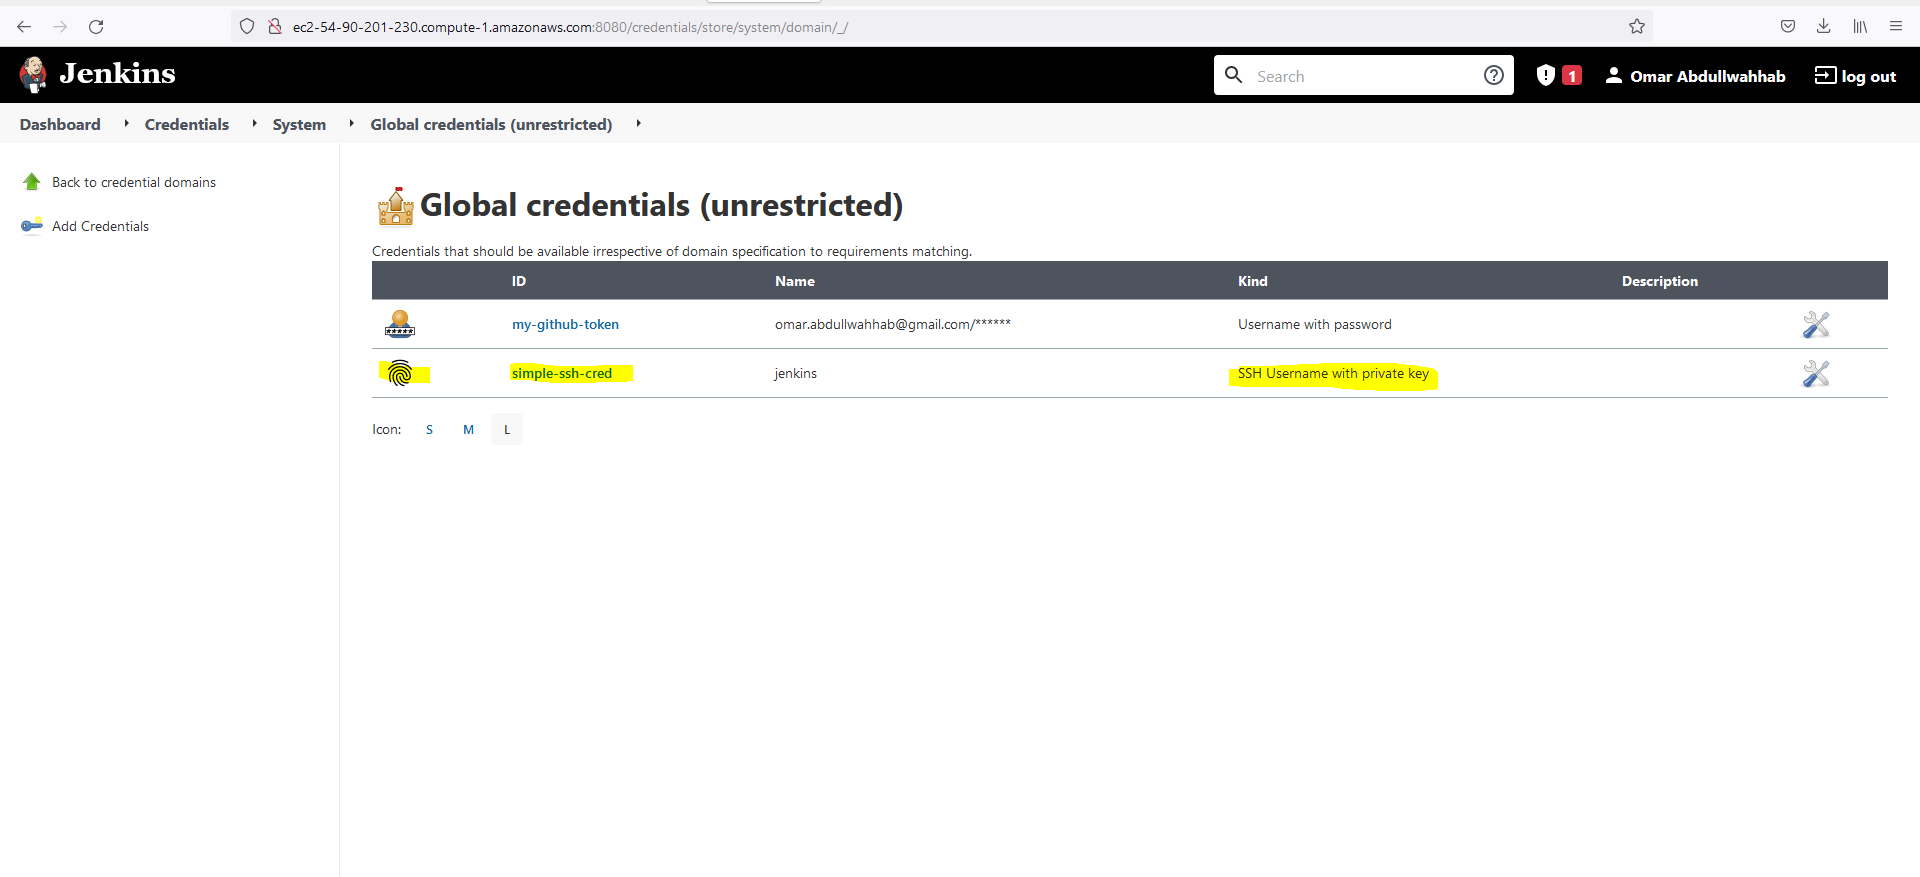 ec2-54-90-201-230.compute-1.amazonaws.com:8080/credentials/store/system/domain/_/
Jenkins
Search
1
Omar Abdullwahhab
log out
Dashboard Credentials System Global credentials (unrestricted)
Back to credential domains
Add Credentials
Global credentials (unrestricted)
Credentials that should be available irrespective of domain specification to requirements matching.
ID Name Kind Description
my-github-token omar.abdullwahhab@gmail.com/****** Username with password
simple-ssh-cred jenkins SSH Username with private key
Icon: S M L